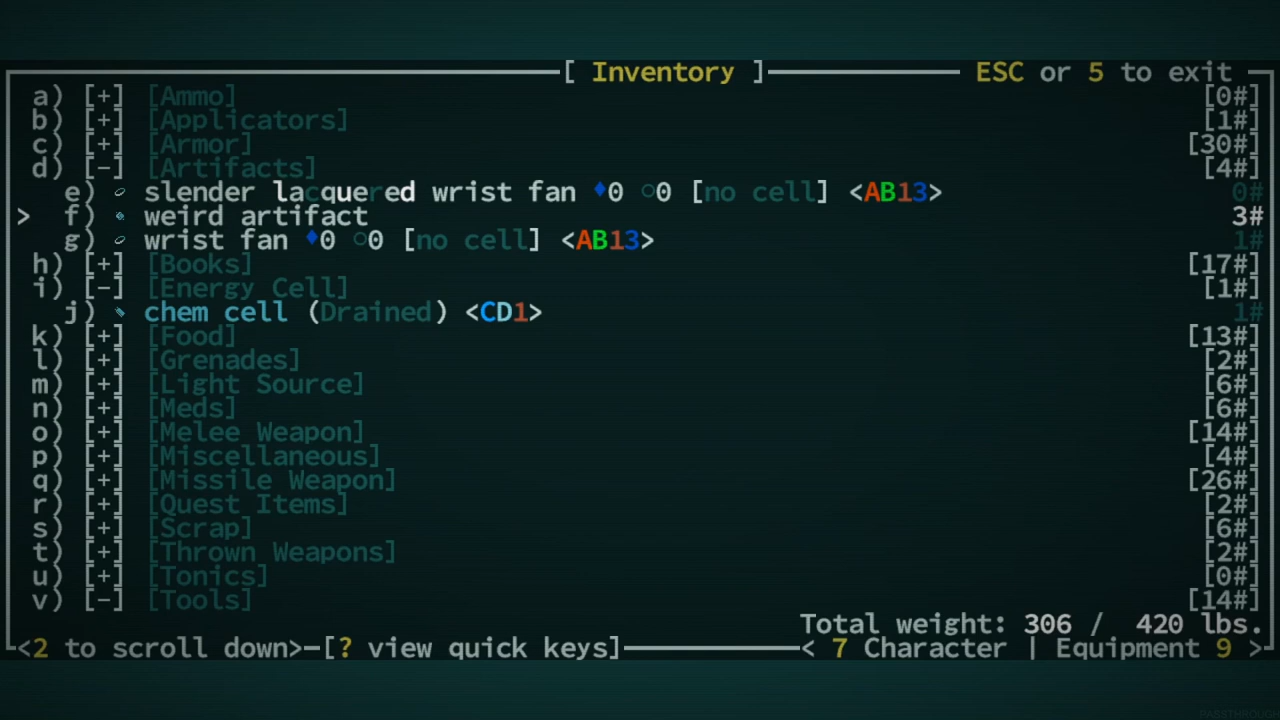 [ Inventory ] ESC or 5 to exit
a) [+] [Ammo] [0#]
b) [+] [Applicators] [1#]
c) [+] [Armor] [30#]
d) [-] [Artifacts] [4#]
e) slender lacquered wrist fan ♦0 ○0 [no cell] <AB13> 0#
> f) weird artifact 3#
g) wrist fan ♦0 ○0 [no cell] <AB13> 1#
h) [+] [Books] [17#]
i) [-] [Energy Cell] [1#]
j) chem cell (Drained) <CD1> 1#
k) [+] [Food] [13#]
l) [+] [Grenades] [2#]
m) [+] [Light Source] [6#]
n) [+] [Meds] [6#]
o) [+] [Melee Weapon] [14#]
p) [+] [Miscellaneous] [4#]
q) [+] [Missile Weapon] [26#]
r) [+] [Quest Items] [2#]
s) [+] [Scrap] [6#]
t) [+] [Thrown Weapons] [2#]
u) [+] [Tonics] [0#]
v) [-] [Tools] [14#]
Total weight: 306 / 420 lbs.
<2 to scroll down> [? view quick keys] < 7 Character | Equipment 9 >